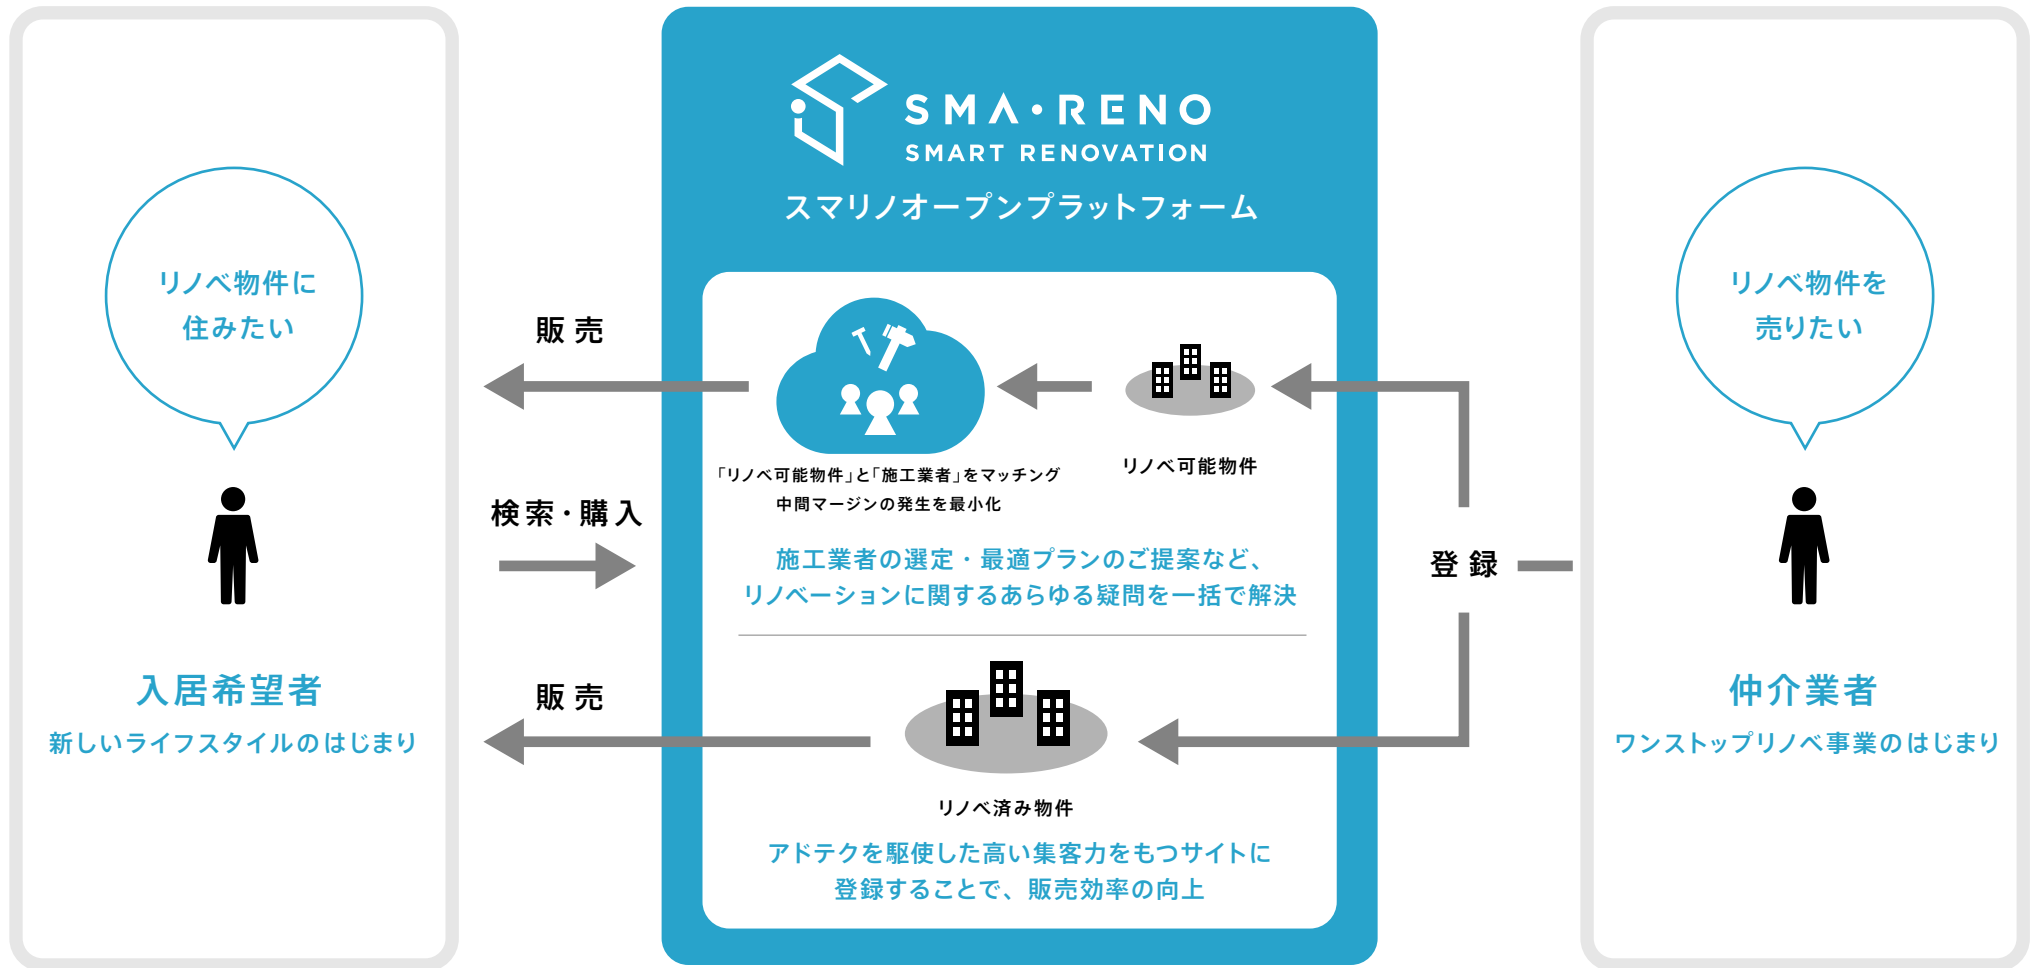 リノベ物件に
住みたい
入居希望者
新しいライフスタイルのはじまり
販売
検索・購入
販売
SMA・RENO
SMART RENOVATION
スマリノオープンプラットフォーム
「リノベ可能物件」と「施工業者」をマッチング
中間マージンの発生を最小化
リノベ可能物件
施工業者の選定・最適プランのご提案など、
リノベーションに関するあらゆる疑問を一括で解決
リノベ済み物件
アドテクを駆使した高い集客力をもつサイトに
登録することで、販売効率の向上
登録
リノベ物件を
売りたい
仲介業者
ワンストップリノベ事業のはじまり